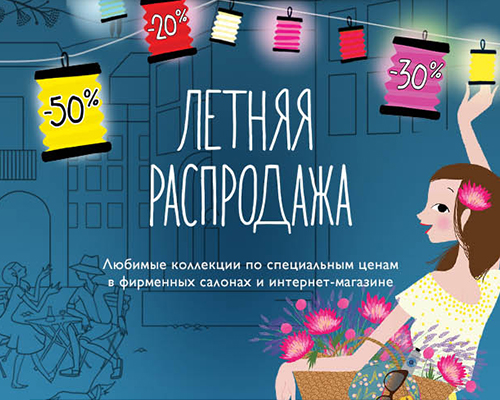 -20%
-30%
-50%
ЛЕТНЯЯ
РАСПРОДАЖА
Любимые коллекции по специальным ценам
в фирменных салонах и интернет-магазине